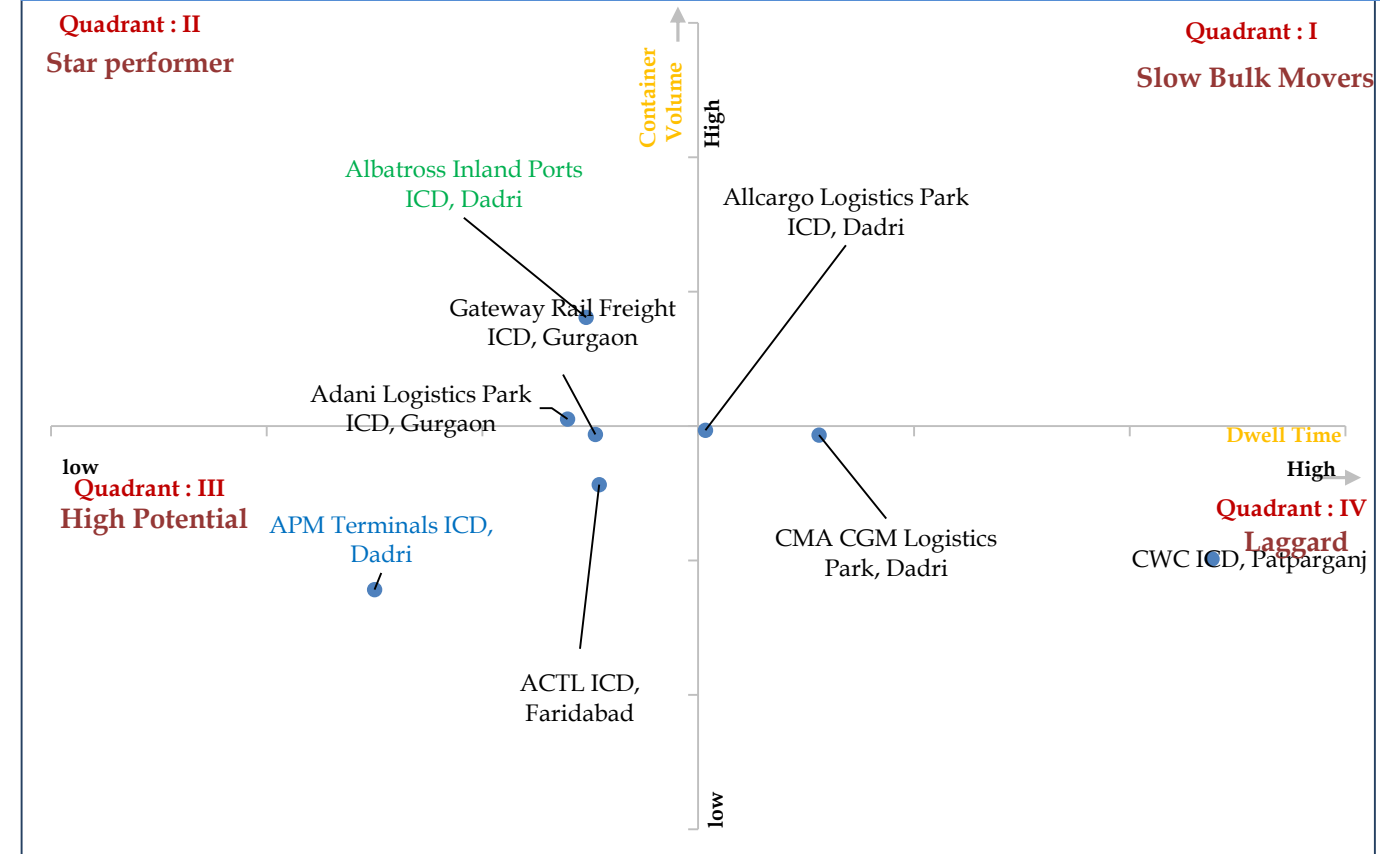 Quadrant : II
Star performer
Quadrant : I
Slow Bulk Movers
Container
Volume
High
Albatross Inland Ports
ICD, Dadri
Allcargo Logistics Park
ICD, Dadri
Gateway Rail Freight
ICD, Gurgaon
Adani Logistics Park
ICD, Gurgaon
Dwell Time
low
High
Quadrant : III
High Potential
Quadrant : IV
Laggard
APM Terminals ICD,
Dadri
CMA CGM Logistics
Park, Dadri
CWC ICD, Patparganj
ACTL ICD,
Faridabad
low